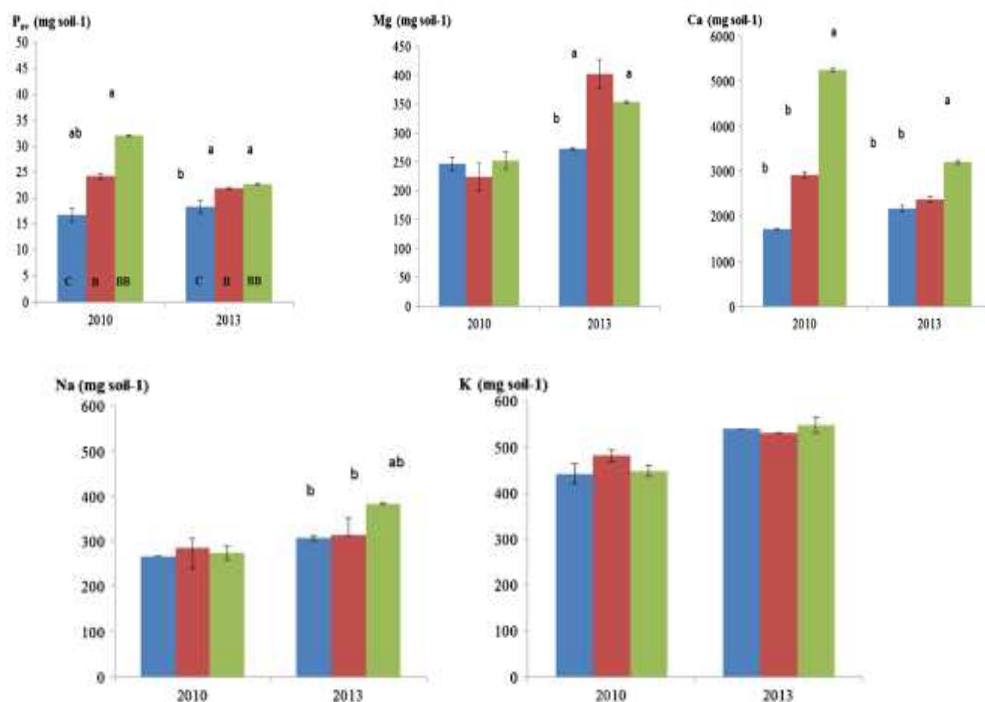 P_av (mg soil-1)
50
45
40
35
30
25
20
15
10
5
0
ab
a
b
a
a
C B BB
C B BB
2010 2013
Mg (mg soil-1)
450
400
350
300
250
200
150
100
50
0
b
a
a
2010 2013
Ca (mg soil-1)
6000
5000
4000
3000
2000
1000
0
b
b
a
b
b
a
2010 2013
Na (mg soil-1)
600
500
400
300
200
100
0
b
b
ab
2010 2013
K (mg soil-1)
600
500
400
300
200
100
0
2010 2013